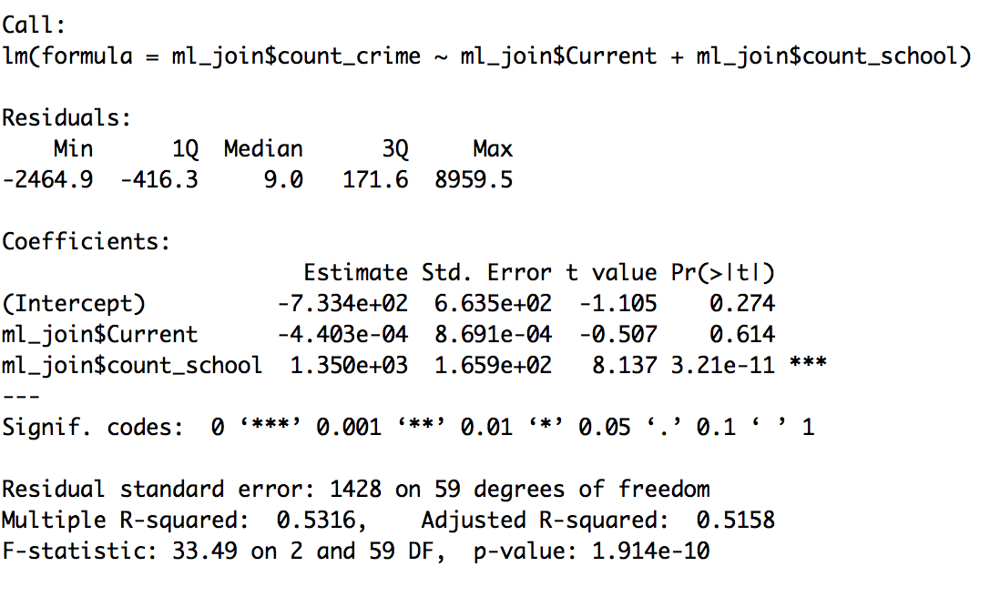 Call:
lm(formula = ml_join$count_crime ~ ml_join$Current + ml_join$count_school)
Residuals:
    Min      1Q  Median      3Q     Max
-2464.9  -416.3     9.0   171.6  8959.5
Coefficients:
                       Estimate Std. Error t value Pr(>|t|)
(Intercept)          -7.334e+02  6.635e+02  -1.105    0.274
ml_join$Current      -4.403e-04  8.691e-04  -0.507    0.614
ml_join$count_school  1.350e+03  1.659e+02   8.137 3.21e-11 ***
---
Signif. codes:  0 ‘***’ 0.001 ‘**’ 0.01 ‘*’ 0.05 ‘.’ 0.1 ‘ ’ 1
Residual standard error: 1428 on 59 degrees of freedom
Multiple R-squared:  0.5316,    Adjusted R-squared:  0.5158
F-statistic: 33.49 on 2 and 59 DF,  p-value: 1.914e-10